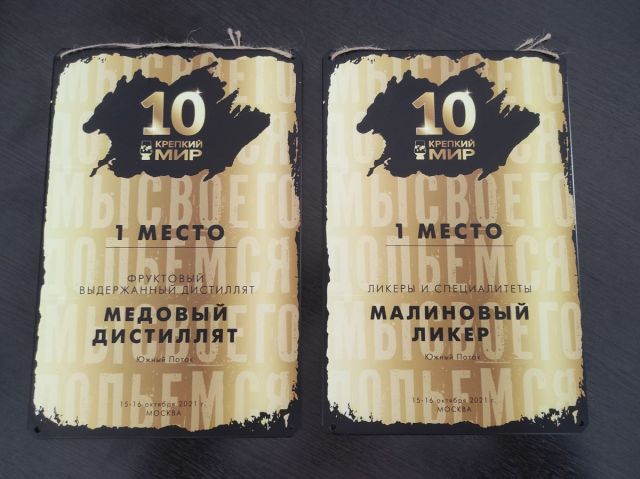 10
КРЕПКИЙ
МИР
1 МЕСТО
ФРУКТОВЫЙ
ВЫДЕРЖАННЫЙ ДИСТИЛЛЯТ
МЕДОВЫЙ
ДИСТИЛЛЯТ
Южный Поток
15-16 октября 2021 г.
МОСКВА
10
КРЕПКИЙ
МИР
1 МЕСТО
ЛИКЕРЫ И СПЕЦИАЛИТЕТЫ
МАЛИНОВЫЙ
ЛИКЕР
Южный Поток
15-16 октября 2021 г.
МОСКВА